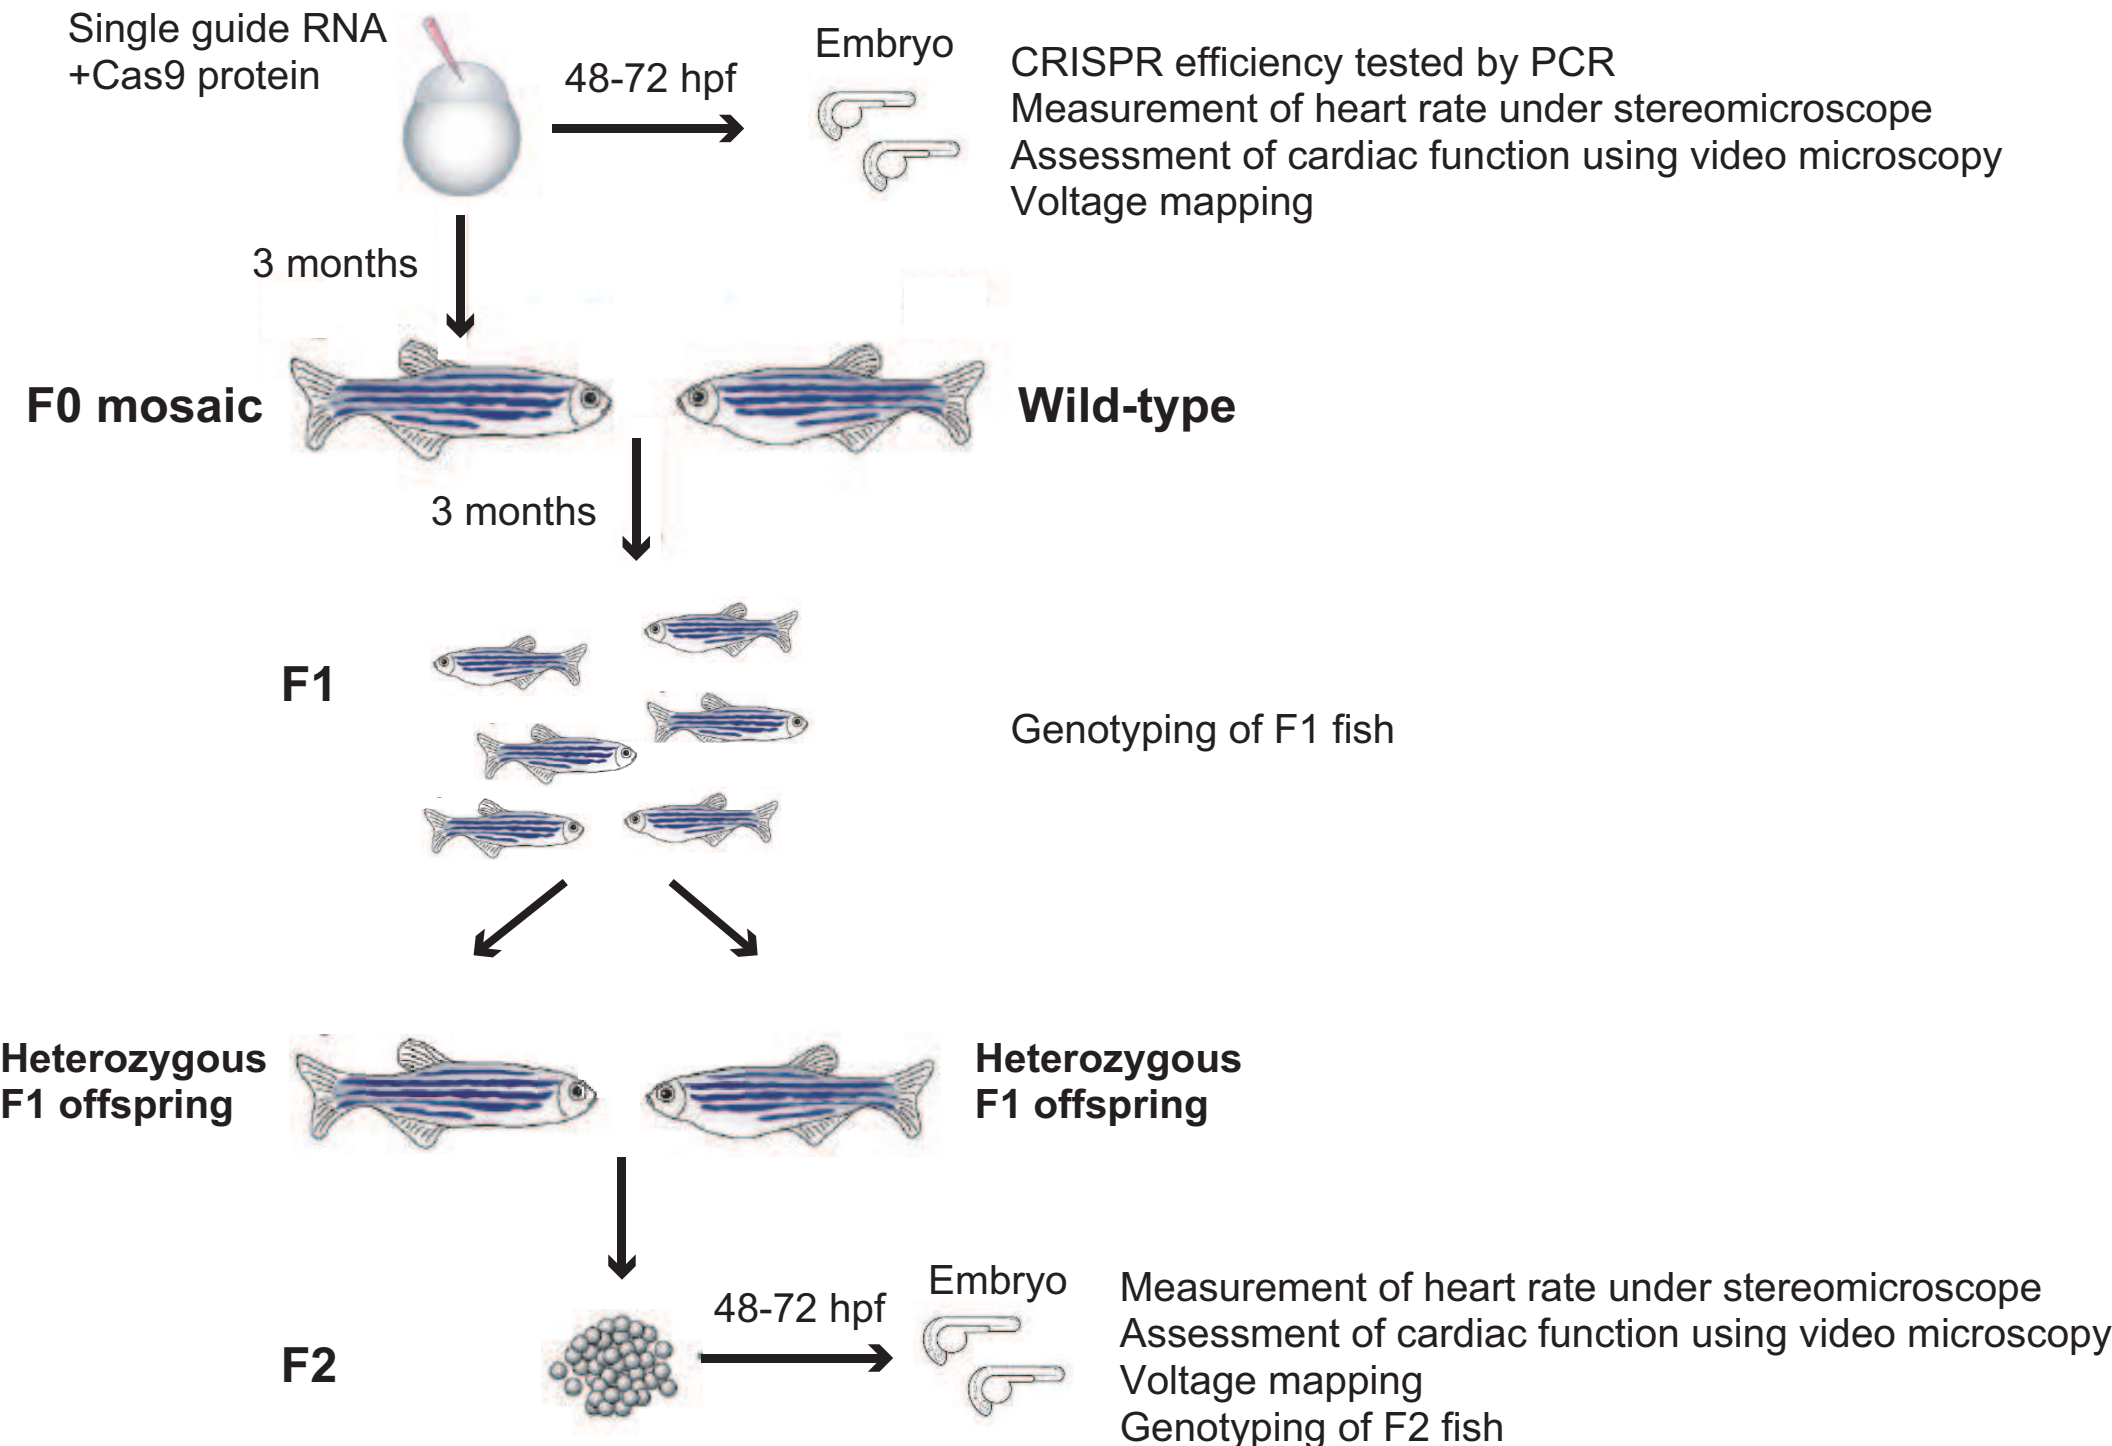 Single guide RNA
+Cas9 protein
48-72 hpf
Embryo
CRISPR efficiency tested by PCR
Measurement of heart rate under stereomicroscope
Assessment of cardiac function using video microscopy
Voltage mapping
3 months
F0 mosaic
Wild-type
3 months
F1
Genotyping of F1 fish
Heterozygous
F1 offspring
Heterozygous
F1 offspring
F2
48-72 hpf
Embryo
Measurement of heart rate under stereomicroscope
Assessment of cardiac function using video microscopy
Voltage mapping
Genotyping of F2 fish